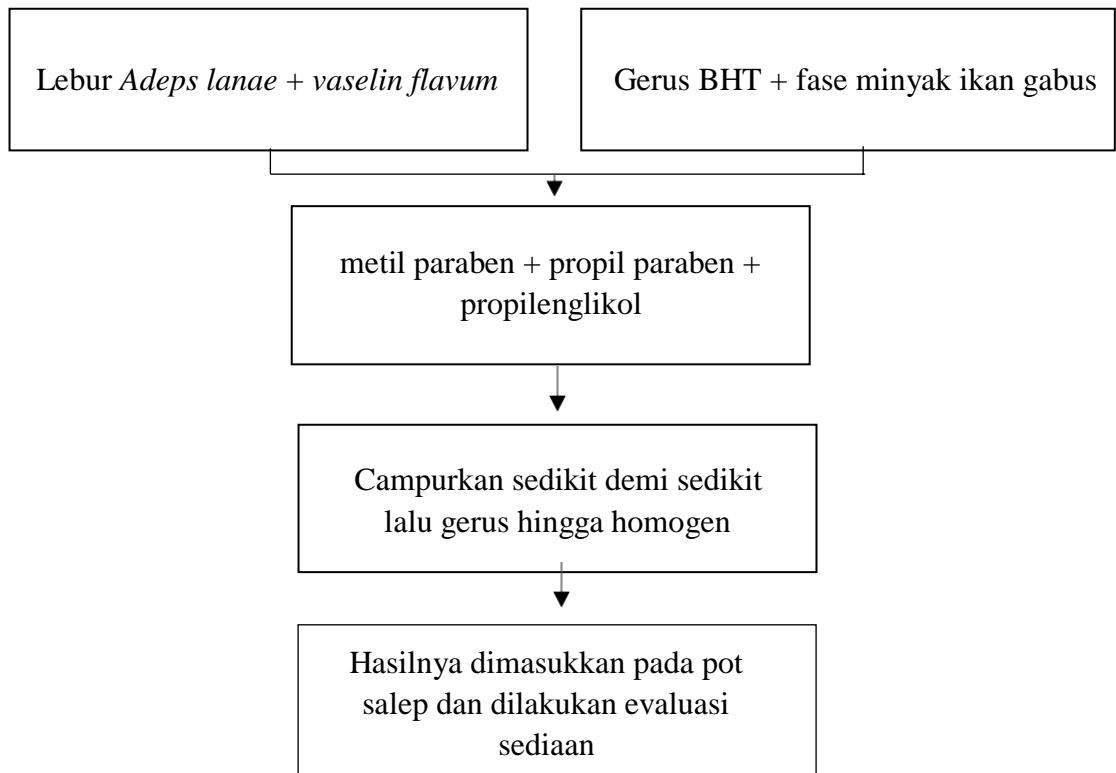 Lebur Adeps lanae + vaselin flavum
Gerus BHT + fase minyak ikan gabus
metil paraben + propil paraben +
propilenglikol
Campurkan sedikit demi sedikit
lalu gerus hingga homogen
Hasilnya dimasukkan pada pot
salep dan dilakukan evaluasi
sediaan